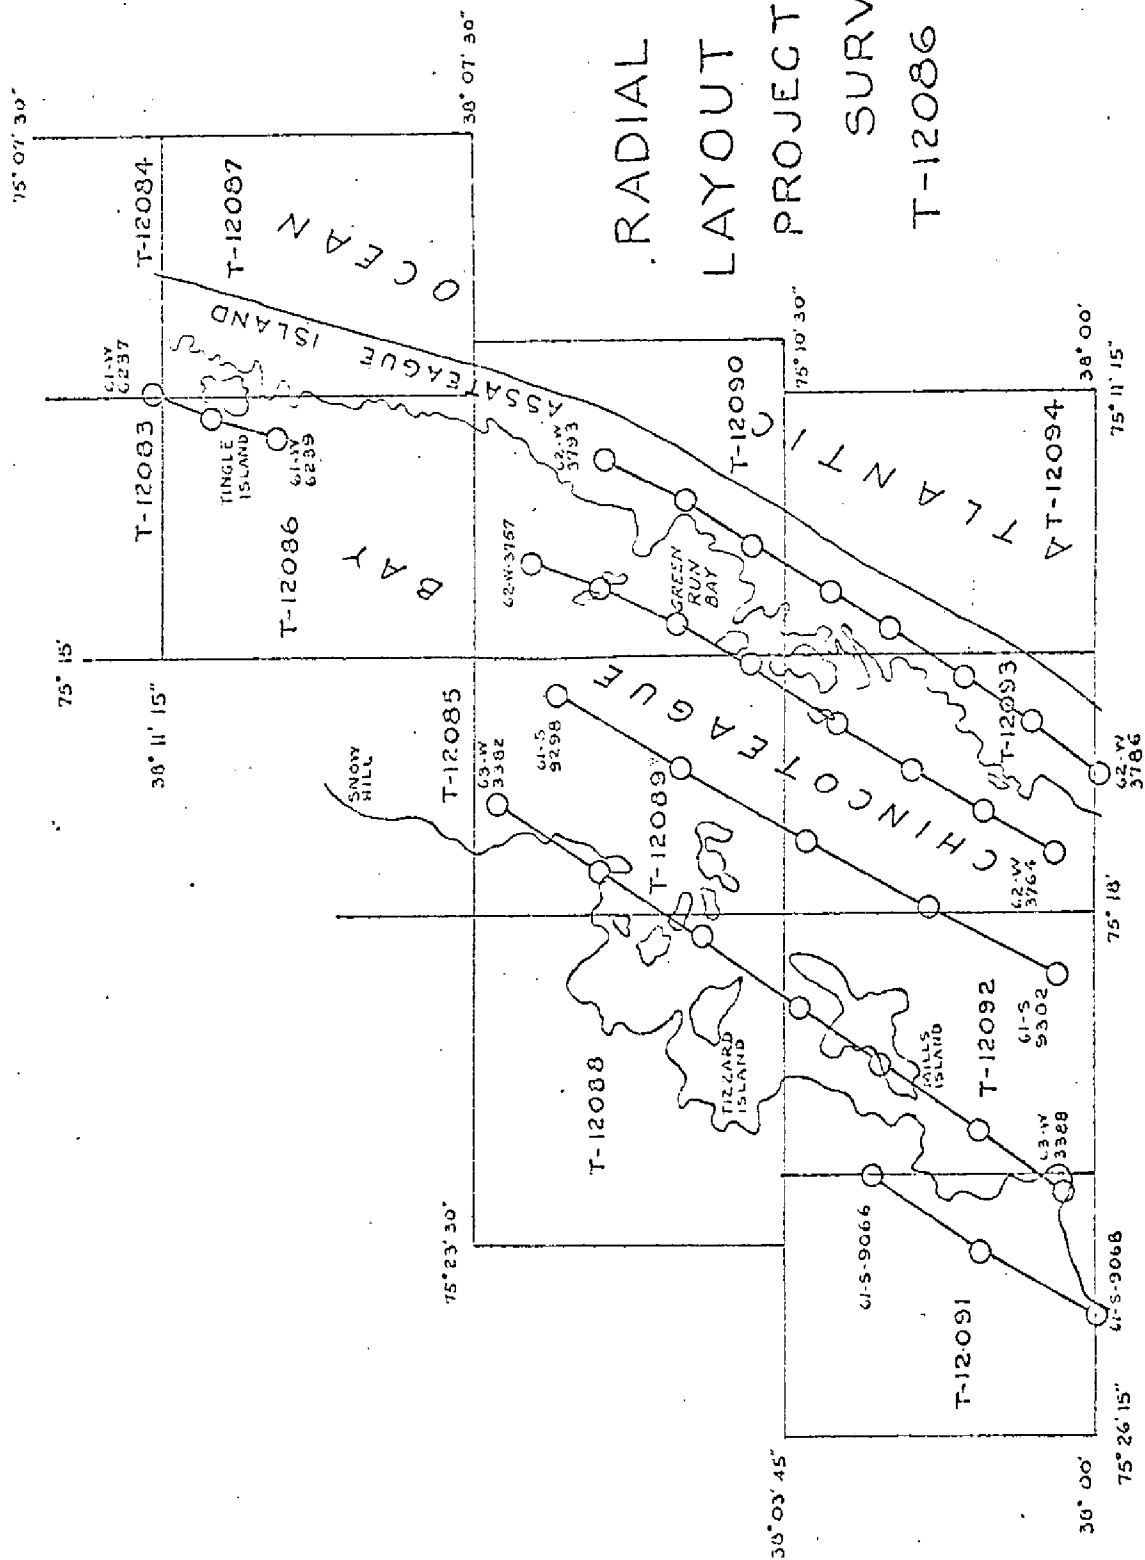 75° 07' 30"
38° 07' 30"
RADIAL
LAYOUT
PROJECT
SURV
T-12086
T-12084
T-12087
OCEAN
ASSATEAGUE ISLAND
61-W
6237
T-12083
TINGLE
ISLAND
61-W
6239
T-12086
BAY
75° 15'
38° 11' 15"
SNOW
HILL
T-12085
63-W
3382
61-S
9298
62-W-3757
62-W
3793
T-12090
75° 10' 30"
GREEN
RUN
BAY
T-12089
CHINCOTEAGUE
T-12088
TIZZARD
ISLAND
75° 23' 30"
ATLANTIC
38° 00'
75° 11' 15"
T-12094
T-12093
62-W
3786
62-W
3764
75° 18'
MILLS
ISLAND
T-12092
61-S
9302
63-W
3388
61-S-9066
T-12091
61-S-9068
38° 03' 45"
38° 00'
75° 26' 15"